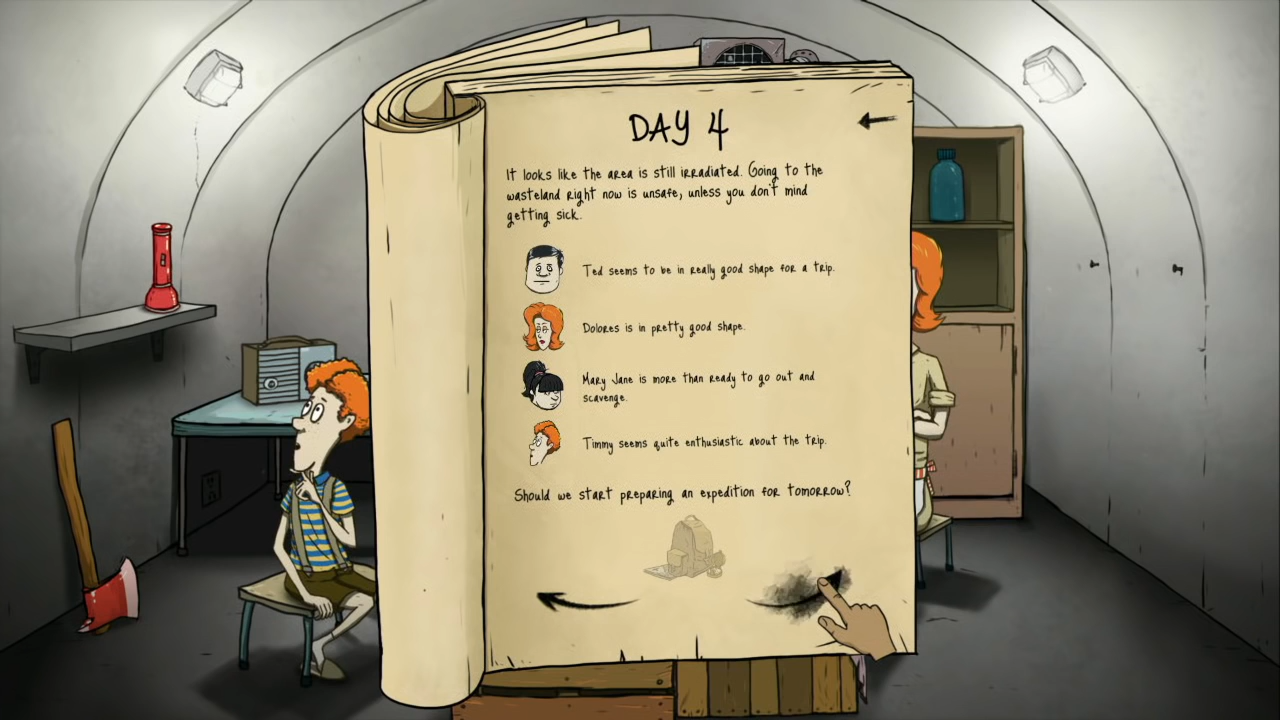 DAY 4
It looks like the area is still irradiated. Going to the
wasteland right now is unsafe, unless you don't mind
getting sick.
Ted seems to be in really good shape for a trip.
Dolores is in pretty good shape.
Mary Jane is more than ready to go out and
scavenge.
Timmy seems quite enthusiastic about the trip.
Should we start preparing an expedition for tomorrow?